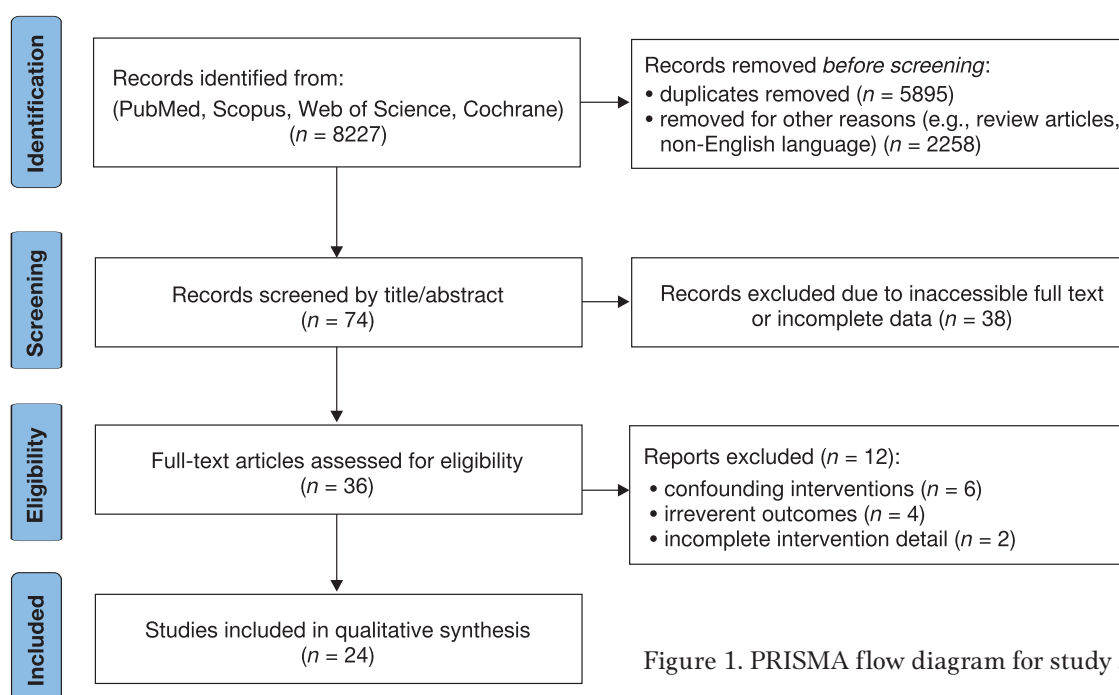 Identification
Records identified from:
(PubMed, Scopus, Web of Science, Cochrane)
(n = 8227)
Records removed before screening:
• duplicates removed (n = 5895)
• removed for other reasons (e.g., review articles,
non-English language) (n = 2258)
Screening
Records screened by title/abstract
(n = 74)
Records excluded due to inaccessible full text
or incomplete data (n = 38)
Eligibility
Full-text articles assessed for eligibility
(n = 36)
Reports excluded (n = 12):
• confounding interventions (n = 6)
• irreverent outcomes (n = 4)
• incomplete intervention detail (n = 2)
Included
Studies included in qualitative synthesis
(n = 24)
Figure 1. PRISMA flow diagram for study